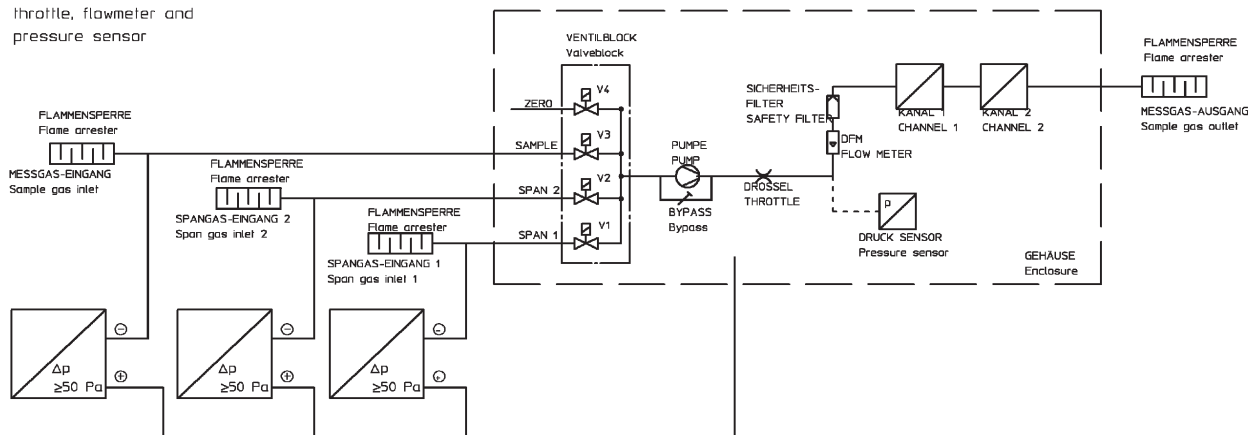 throttle, flowmeter and
pressure sensor
VENTILBLOCK
Valveblock
FLAMMENSPERRE
Flame arrester
V4
ZERO
SICHERHEITS-
FILTER
SAFETY FILTER
KANAL 1
CHANNEL 1
KANAL 2
CHANNEL 2
MESSGAS-AUSGANG
Sample gas outlet
FLAMMENSPERRE
Flame arrester
V3
SAMPLE
DFM
FLOW METER
MESSGAS-EINGANG
Sample gas inlet
FLAMMENSPERRE
Flame arrester
PUMPE
PUMP
V2
SPAN 2
DROSSEL
THROTTLE
SPANGAS-EINGANG 2
Span gas inlet 2
FLAMMENSPERRE
Flame arrester
BYPASS
Bypass
p
V1
SPAN 1
DRUCK SENSOR
Pressure sensor
SPANGAS-EINGANG 1
Span gas inlet 1
GEHÄUSE
Enclosure
Δp
≥50 Pa
Δp
≥50 Pa
Δp
≥50 Pa